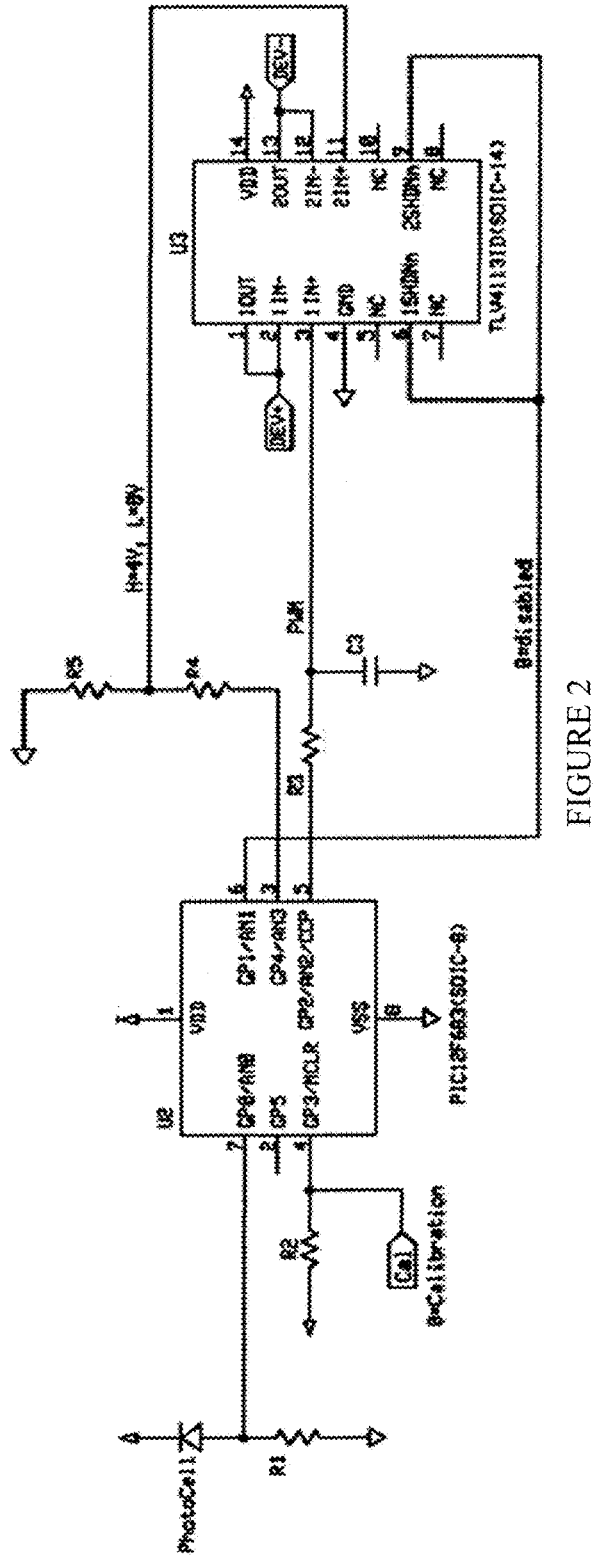 PhotoCell
R1
R2
Cal
0=Calibration
U2
7
GP0/AN0
2
GP5
4
GP3/MCLR
1
VDD
VSS
8
GP1/AN1
6
GP4/AN3
3
GP2/AN2/CCP
5
PIC12F683(SOIC-8)
R3
R4
R5
C3
PWM
H=4V, L=0V
0=disabled
DEV+
U3
1
1OUT
2
1IN-
3
1IN+
4
GND
5
NC
6
1SHDNn
7
NC
VDD
14
2OUT
13
2IN-
12
2IN+
11
NC
10
2SHDNn
9
NC
8
DEV-
TLV4113ID(SOIC-14)
FIGURE 2